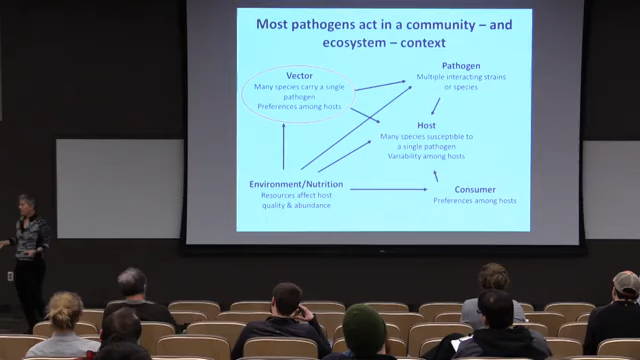 Most pathogens act in a community – and
ecosystem – context
Vector
Many species carry a single
pathogen
Preferences among hosts
Pathogen
Multiple interacting strains
or species
Host
Many species susceptible to
a single pathogen
Variability among hosts
Environment/Nutrition
Resources affect host
quality & abundance
Consumer
Preferences among hosts